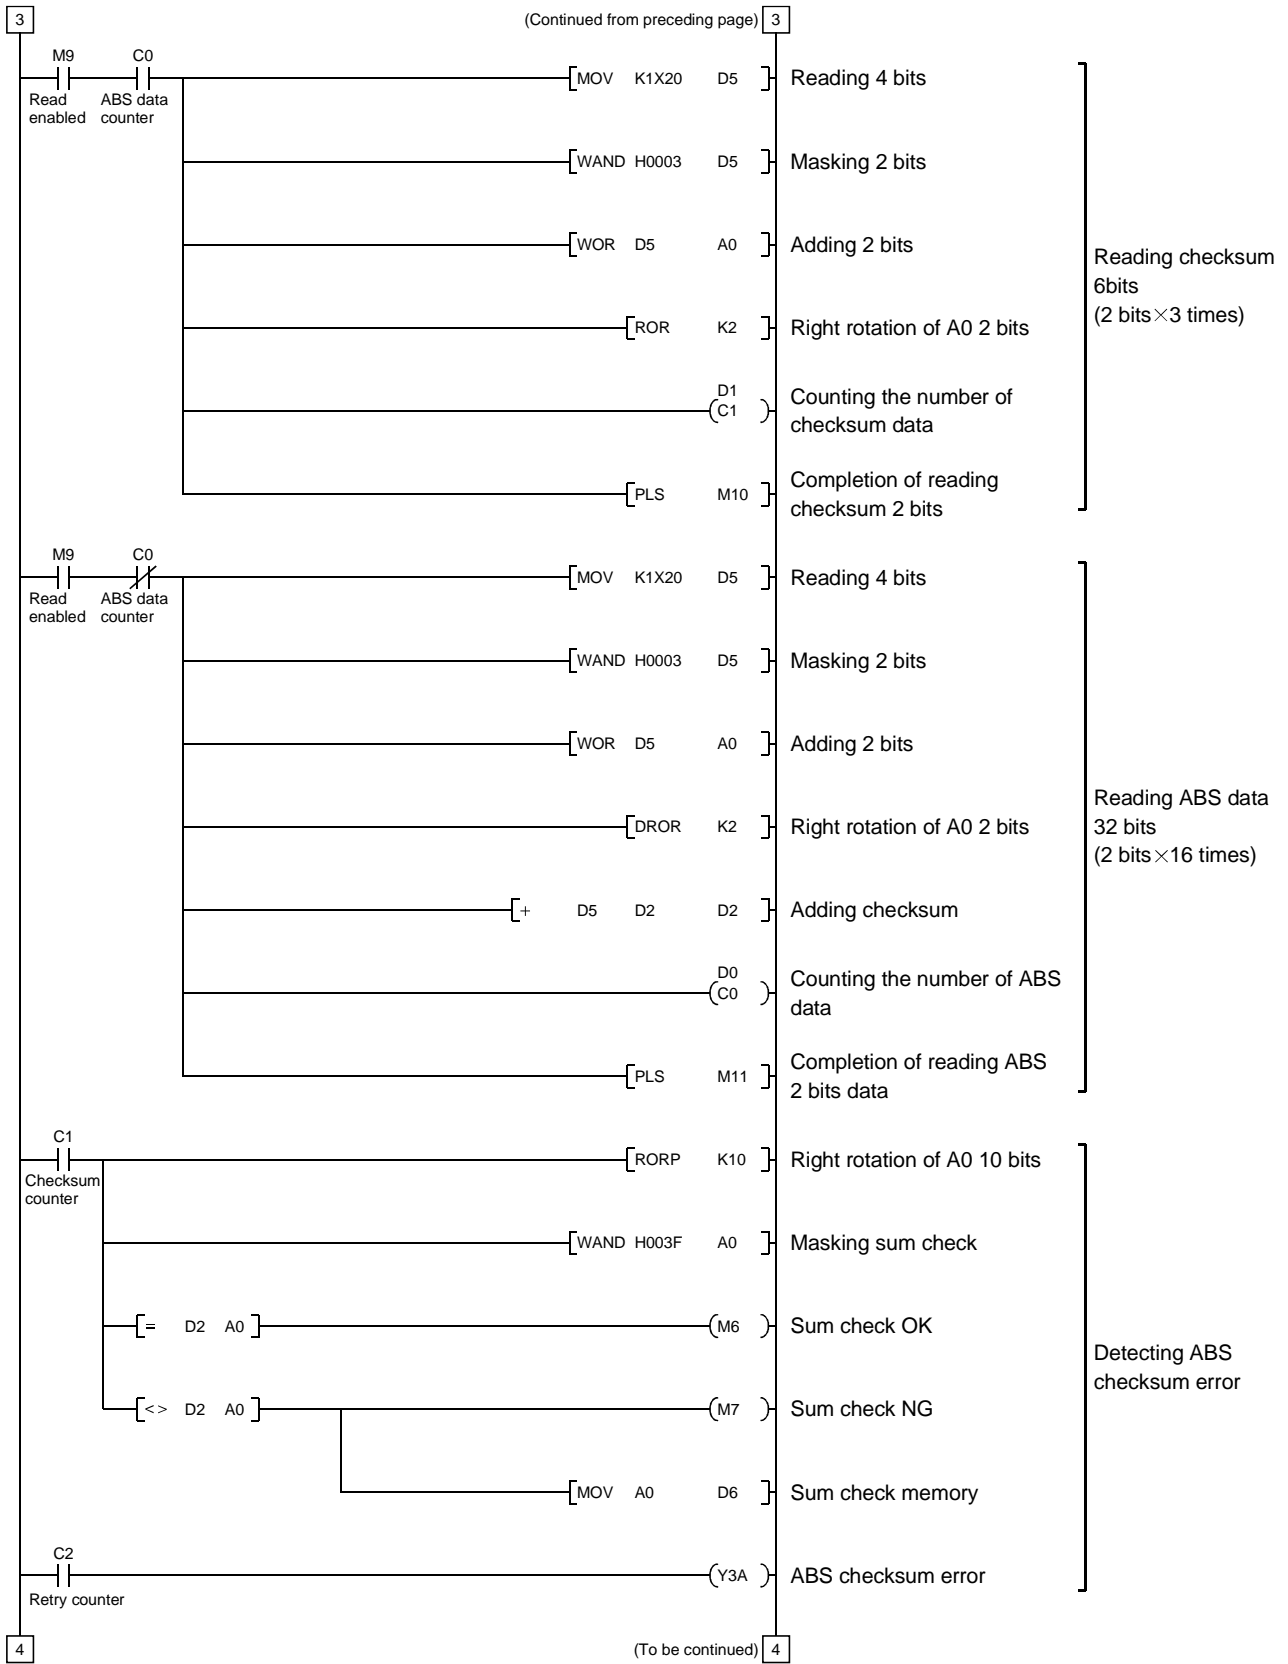 3 (Continued from preceding page) 3
M9 C0
MOV K1X20 D5 Reading 4 bits
Read enabled
ABS data counter
WAND H0003 D5 Masking 2 bits
WOR D5 A0 Adding 2 bits
Reading checksum
6bits
(2 bits×3 times)
ROR K2 Right rotation of A0 2 bits
D1
C1
Counting the number of
checksum data
PLS M10
Completion of reading
checksum 2 bits
M9 C0
MOV K1X20 D5 Reading 4 bits
Read enabled
ABS data counter
WAND H0003 D5 Masking 2 bits
WOR D5 A0 Adding 2 bits
Reading ABS data
32 bits
(2 bits×16 times)
DROR K2 Right rotation of A0 2 bits
+ D5 D2 D2 Adding checksum
D0
C0
Counting the number of ABS
data
PLS M11
Completion of reading ABS
2 bits data
C1
RORP K10 Right rotation of A0 10 bits
Checksum
counter
WAND H003F A0 Masking sum check
= D2 A0 M6 Sum check OK
Detecting ABS
checksum error
<> D2 A0 M7 Sum check NG
MOV A0 D6 Sum check memory
C2
Y3A ABS checksum error
Retry counter
4 (To be continued) 4